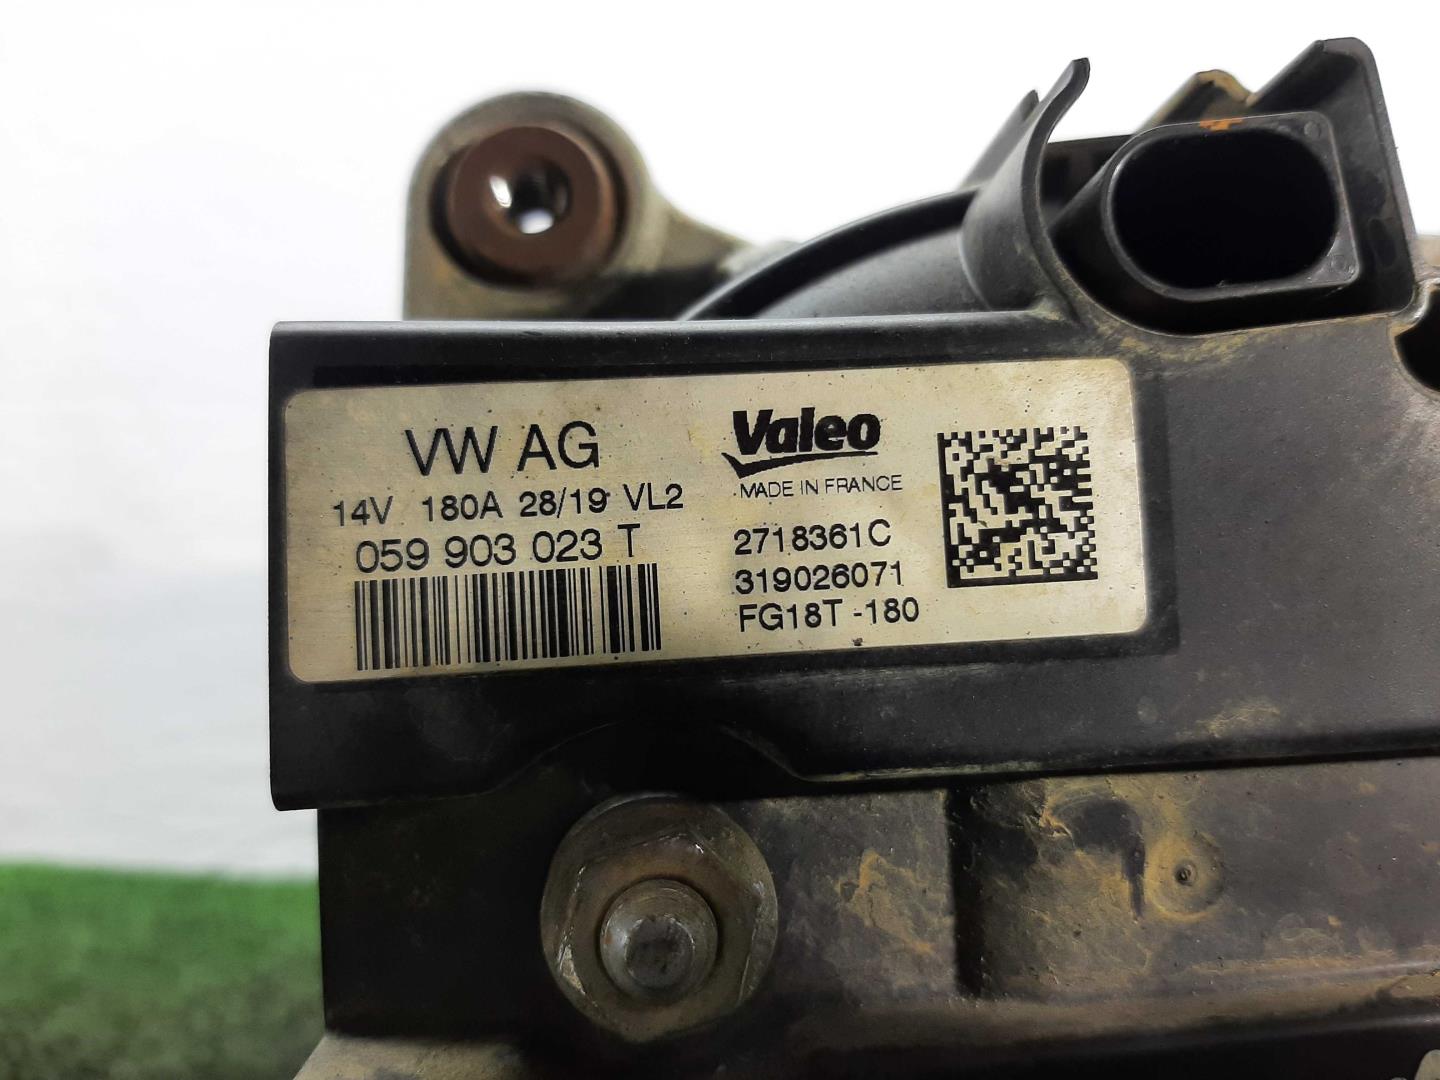 VW AG
14V 180A 28/19 VL2
059 903 023 T
Valeo
MADE IN FRANCE
2718361C
319026071
FG18T-180